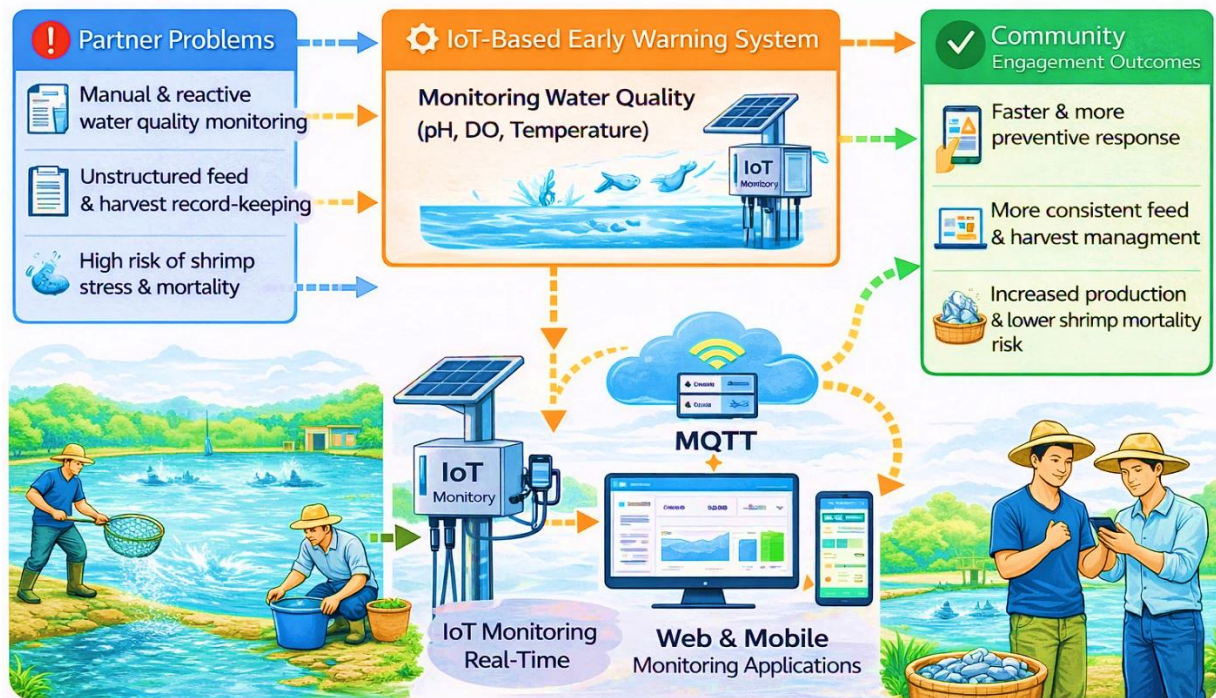 Partner Problems
Manual & reactive
water quality monitoring
Unstructured feed
& harvest record-keeping
High risk of shrimp
stress & mortality
IoT-Based Early Warning System
Monitoring Water Quality
(pH, DO, Temperature)
IoT
Monitory
Community
Engagement Outcomes
Faster & more
preventive response
More consistent feed
& harvest managment
Increased production
& lower shrimp mortality
risk
MQTT
IoT
Monitory
IoT Monitoring
Real-Time
Web & Mobile
Monitoring Applications